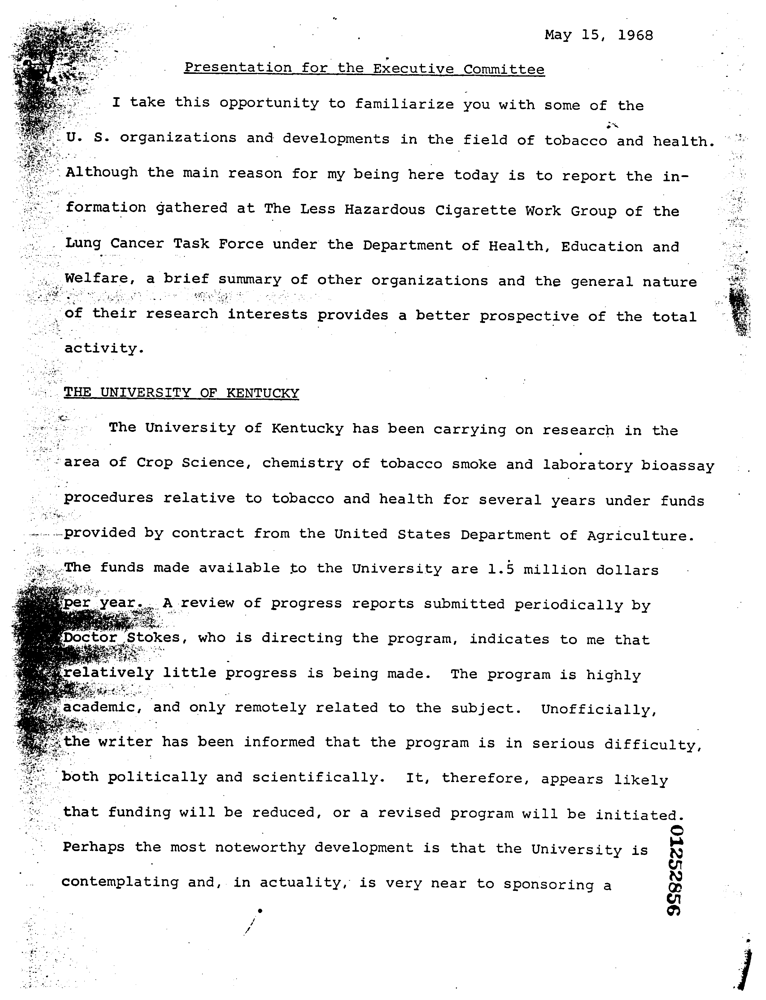 May 15, 1968
Presentation for the Executive Committee
I take this opportunity to familiarize you with some of the
U. S. organizations and developments in the field of tobacco and health.
Although the main reason for my being here today is to report the in-
formation gathered at The Less Hazardous Cigarette Work Group of the
Lung Cancer Task Force under the Department of Health, Education and
Welfare, a brief summary of other organizations and the general nature
of their research interests provides a better prospective of the total
activity.
THE UNIVERSITY OF KENTUCKY
The University of Kentucky has been carrying on research in the
area of Crop Science, chemistry of tobacco smoke and laboratory bioassay
procedures relative to tobacco and health for several years under funds
provided by contract from the United States Department of Agriculture.
The funds made available to the University are 1.5 million dollars
per year. A review of progress reports submitted periodically by
Doctor Stokes, who is directing the program, indicates to me that
relatively little progress is being made. The program is highly
academic, and only remotely related to the subject. Unofficially,
the writer has been informed that the program is in serious difficulty,
both politically and scientifically. It, therefore, appears likely
that funding will be reduced, or a revised program will be initiated.
Perhaps the most noteworthy development is that the University is
contemplating and, in actuality, is very near to sponsoring a
01252856